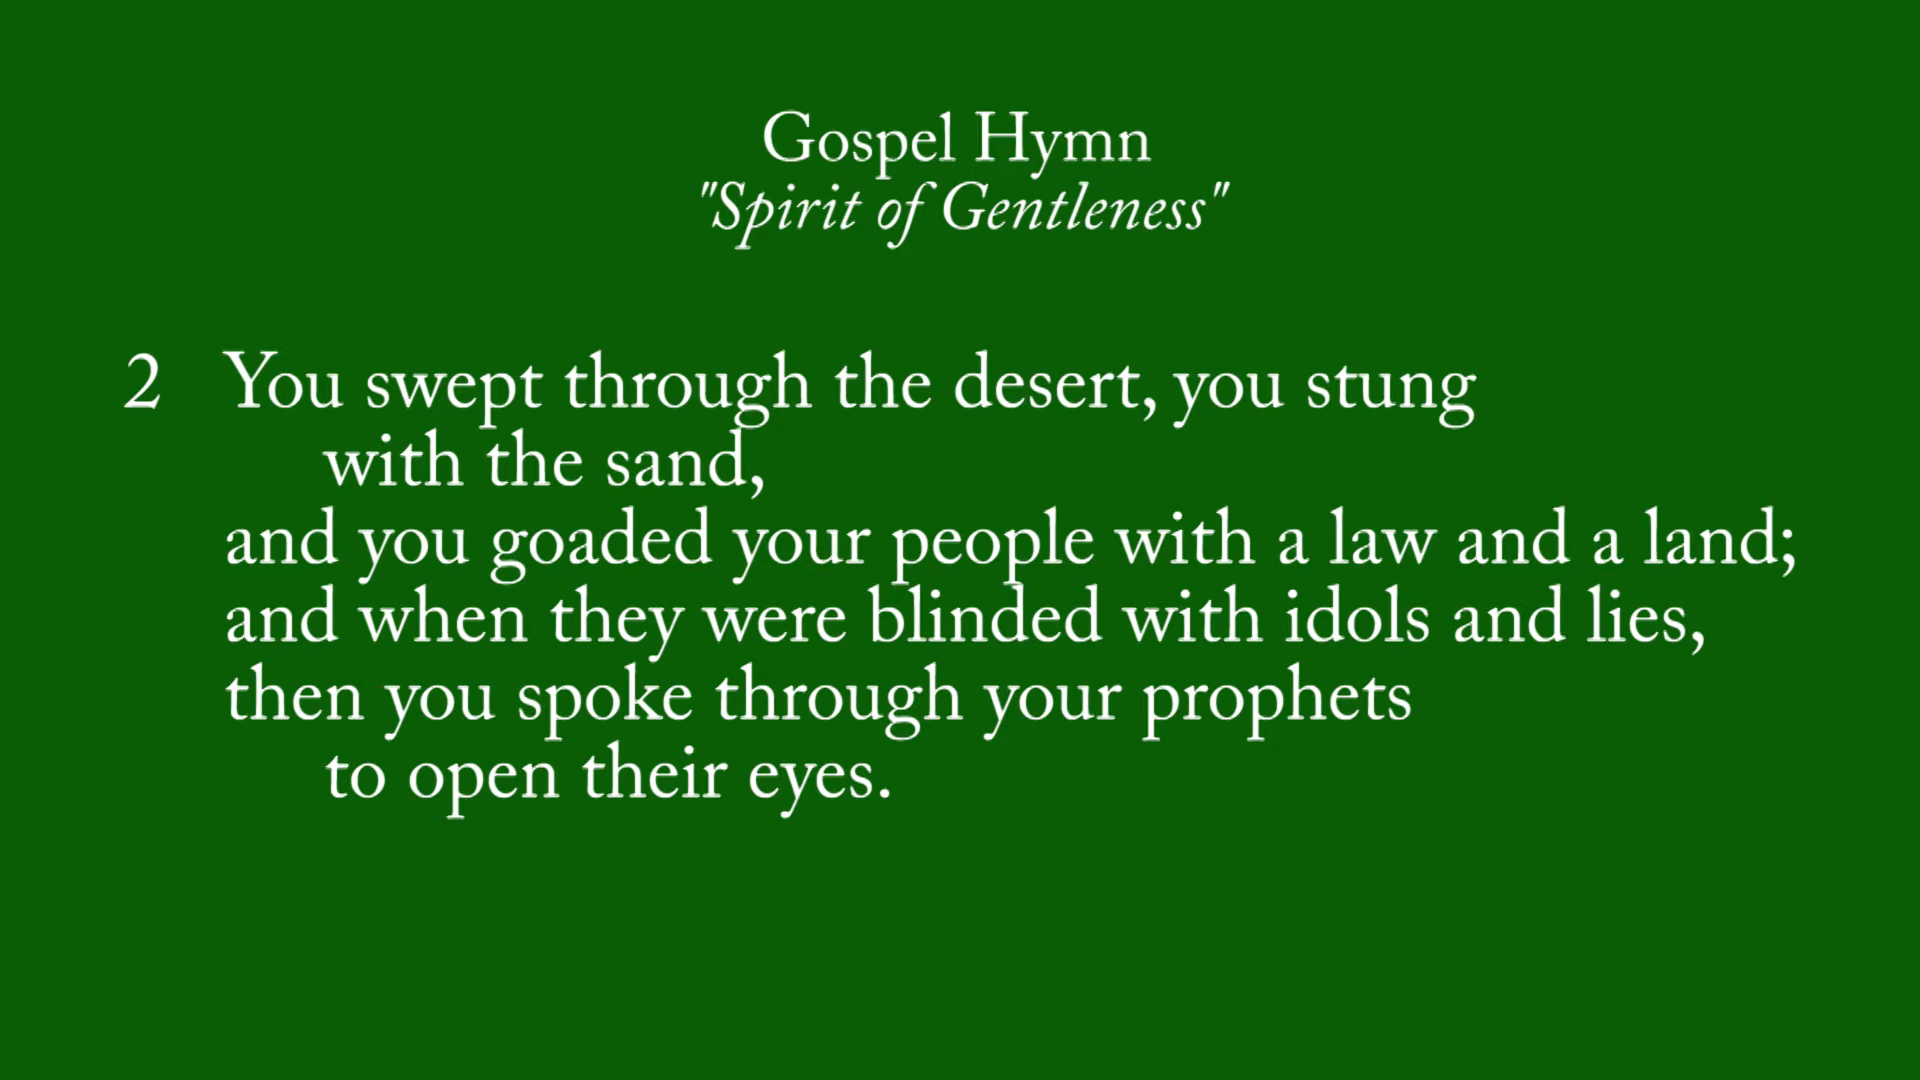 Gospel Hymn
"Spirit of Gentleness"
2 You swept through the desert, you stung
with the sand,
and you goaded your people with a law and a land;
and when they were blinded with idols and lies,
then you spoke through your prophets
to open their eyes.